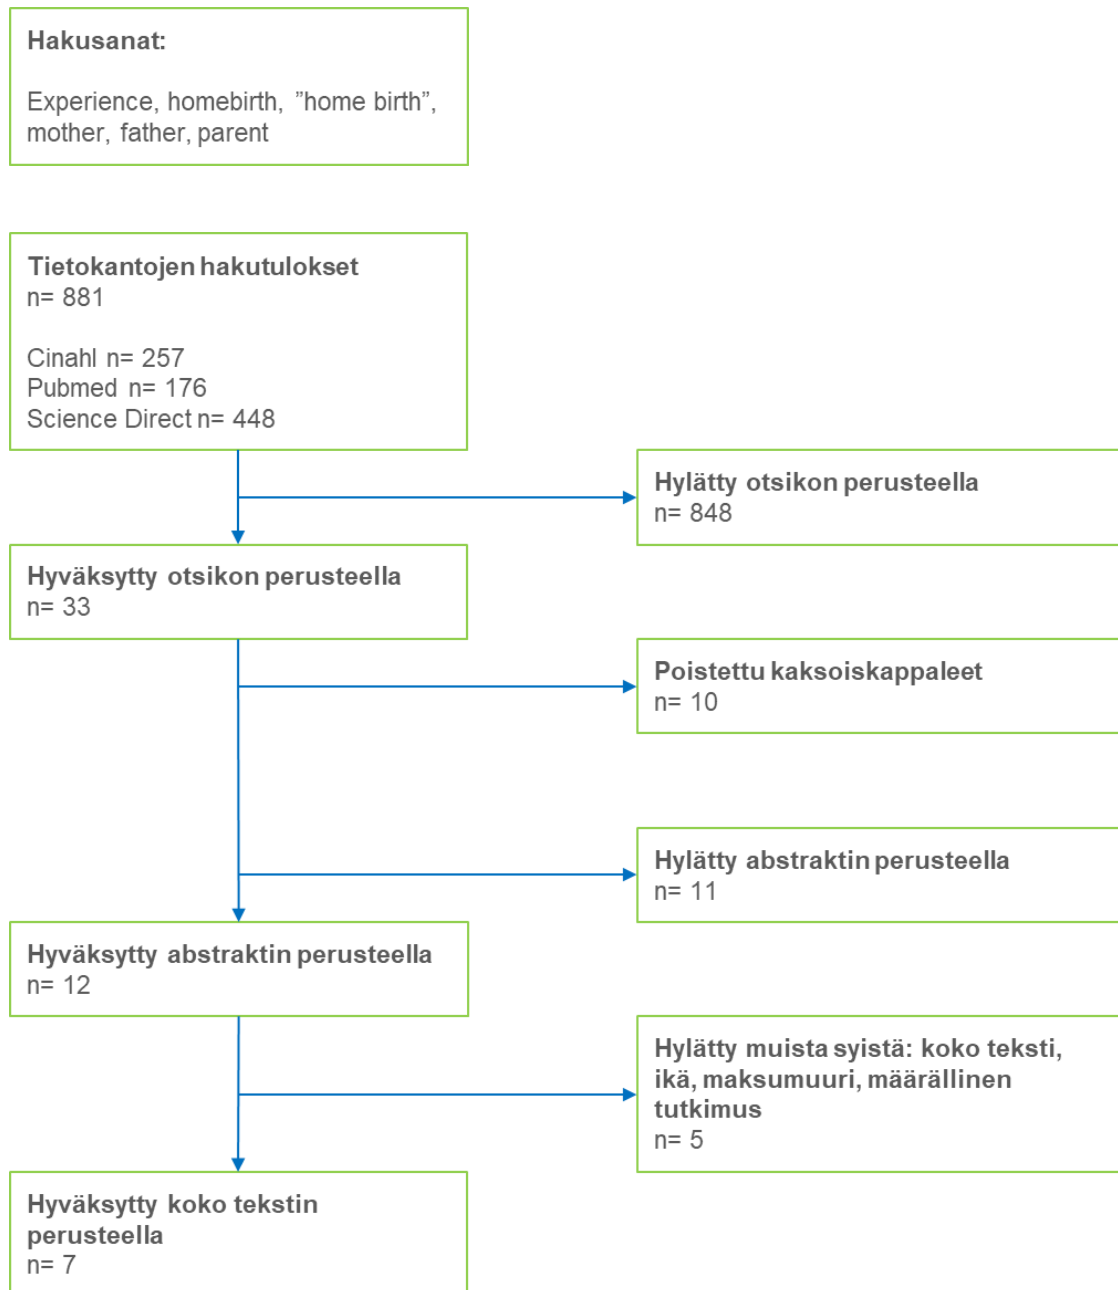 Hakusanat:
Experience, homebirth, ”home birth”,
mother, father, parent
Tietokantojen hakutulokset
n= 881
Cinahl n= 257
Pubmed n= 176
Science Direct n= 448
Hylätty otsikon perusteella
n= 848
Hyväksytty otsikon perusteella
n= 33
Poistettu kaksoiskappaleet
n= 10
Hylätty abstraktin perusteella
n= 11
Hyväksytty abstraktin perusteella
n= 12
Hylätty muista syistä: koko teksti,
ikä, maksumuuri, määrällinen
tutkimus
n= 5
Hyväksytty koko tekstin
perusteella
n= 7